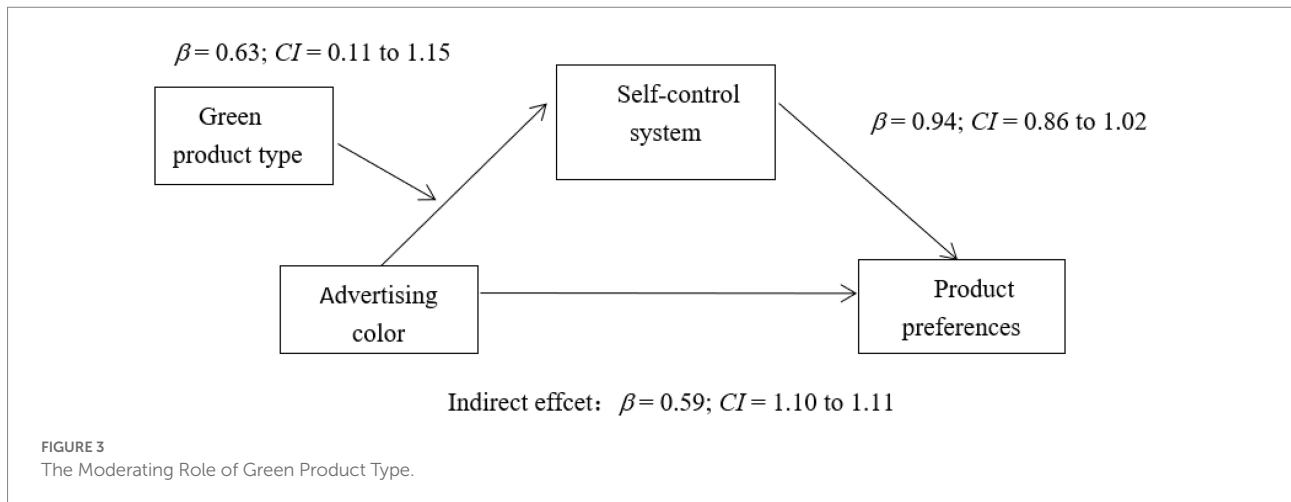 β = 0.63; CI = 0.11 to 1.15
Green
product type
Self-control
system
β = 0.94; CI = 0.86 to 1.02
Advertising
color
Product
preferences
Indirect effcet： β = 0.59; CI = 1.10 to 1.11
FIGURE 3
The Moderating Role of Green Product Type.